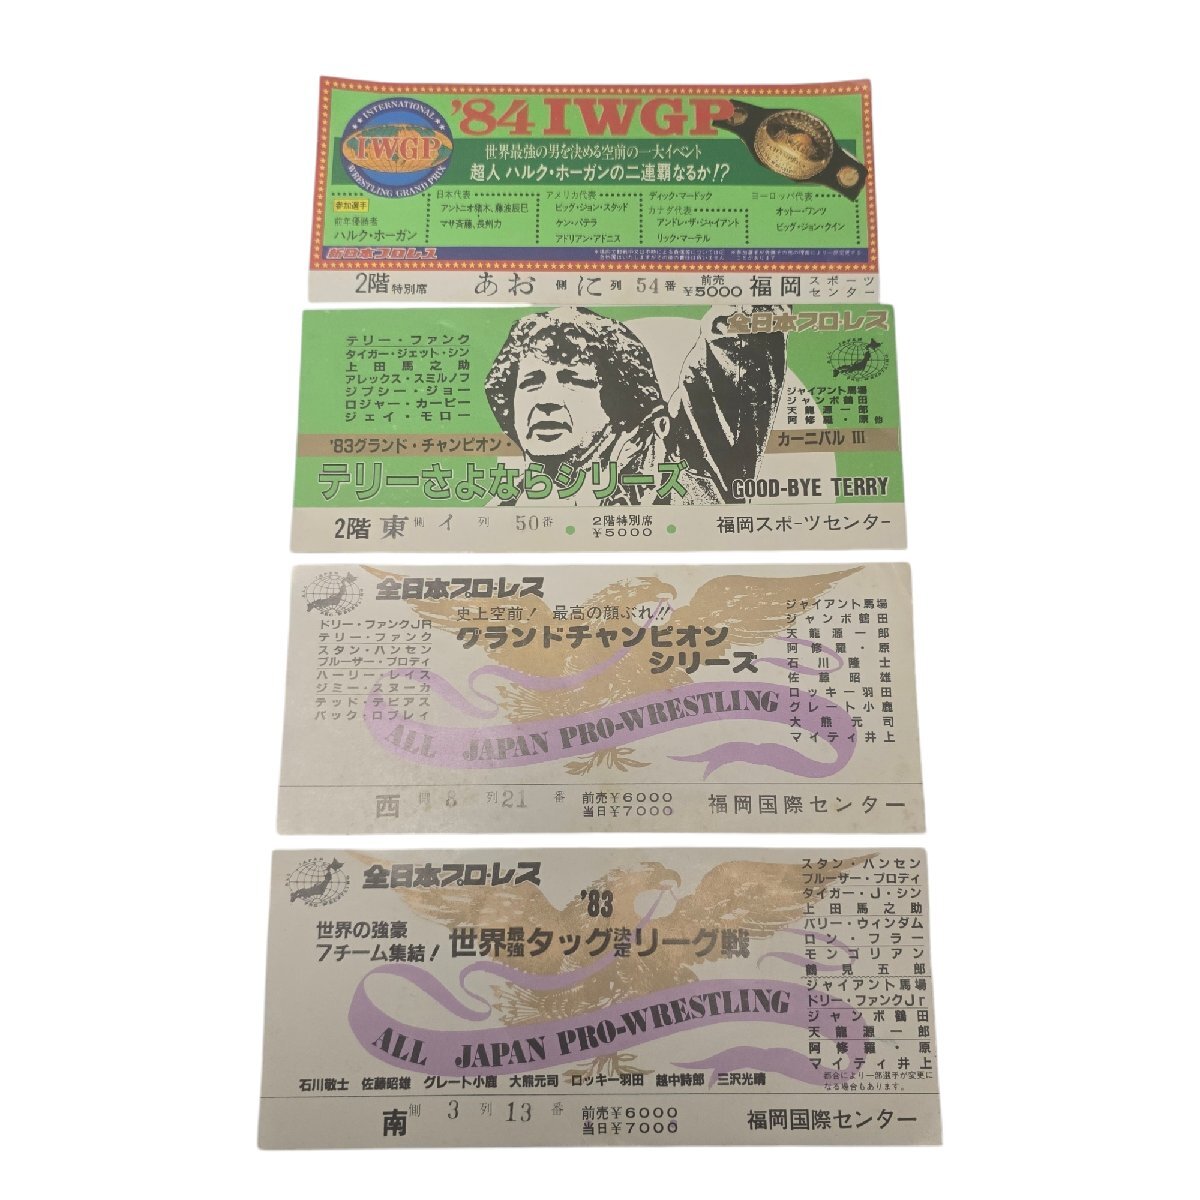 '84 IWGP
INTERNATIONAL
IWGP
WRESTLING GRAND PRIX
世界最強の男を決める空前の一大イベント
超人 ハルク・ホーガンの二連覇なるか!?
参加選手
前年優勝者
ハルク・ホーガン
日本代表
アントニオ猪木、藤波辰巳
マサ斉藤、長州力
アメリカ代表
ビッグ・ジョン・スタッド
ケン・パテラ
アドリアン・アドニス
ディック・マードック
カナダ代表
アンドレ・ザ・ジャイアント
リック・マーテル
ヨーロッパ代表
オットー・ワンツ
ビッグ・ジョン・クイン
新日本プロレス
2階特別席 あお側に列54番 前売¥5000 福岡スポーツセンター
全日本プロ・レス
テリー・ファンク
タイガー・ジェット・シン
上田馬之助
アレックス・スミルノフ
ジプシー・ジョー
ロジャー・カービー
ジェイ・モロー
ジャイアント馬場
ジャンボ鶴田
天龍源一郎
阿修羅・原 他
'83グランド・チャンピオン・カーニバル III
テリーさよならシリーズ
GOOD-BYE TERRY
2階 東側 イ列 50番 2階特別席 ¥5000 福岡スポーツセンター
全日本プロ・レス
史上空前! 最高の顔ぶれ!!
グランドチャンピオン
シリーズ
ドリー・ファンクJR
テリー・ファンク
スタン・ハンセン
ブルーザー・ブロディ
ハーリー・レイス
ジミー・スヌーカ
テッド・デビアス
バック・ロブレイ
ジャイアント馬場
ジャンボ鶴田
天龍源一郎
阿修羅・原
石川隆士
佐藤昭雄
ロッキー羽田
グレート小鹿
大熊元司
マイティ井上
ALL JAPAN PRO-WRESTLING
西側 8列 21番 前売¥6000 当日¥7000 福岡国際センター
全日本プロ・レス
'83
世界の強豪
7チーム集結!
世界最強タッグ決定リーグ戦
スタン・ハンセン
ブルーザー・ブロディ
タイガー・J・シン
上田馬之助
バリー・ウィンダム
ロン・フラー
モンゴリアン
鶴見五郎
ジャイアント馬場
ドリー・ファンクJr
ジャンボ鶴田
天龍源一郎
阿修羅・原
マイティ井上
都合により一部選手が変更に
なる場合もあります。
ALL JAPAN PRO-WRESTLING
石川敬士 佐藤昭雄 グレート小鹿 大熊元司 ロッキー羽田 越中詩郎 三沢光晴
南側 3列 13番 前売¥6000 当日¥7000 福岡国際センター